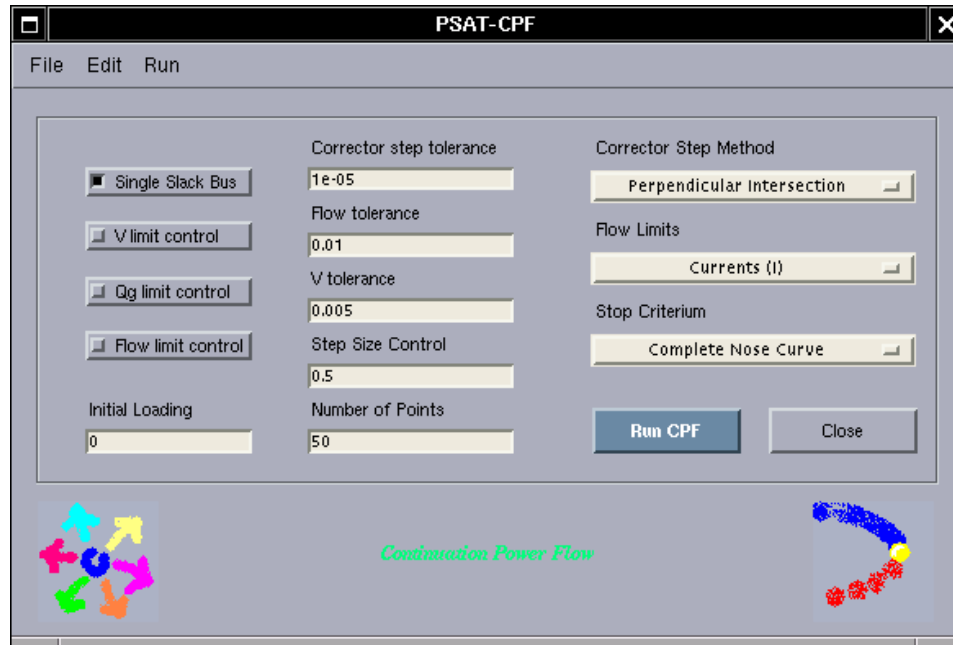 PSAT-CPF
File Edit Run
Single Slack Bus
V limit control
Qg limit control
Flow limit control
Initial Loading
0
Corrector step tolerance
1e-05
Flow tolerance
0.01
V tolerance
0.005
Step Size Control
0.5
Number of Points
50
Corrector Step Method
Perpendicular Intersection
Flow Limits
Currents (I)
Stop Criterium
Complete Nose Curve
Run CPF
Close
Continuation Power Flow